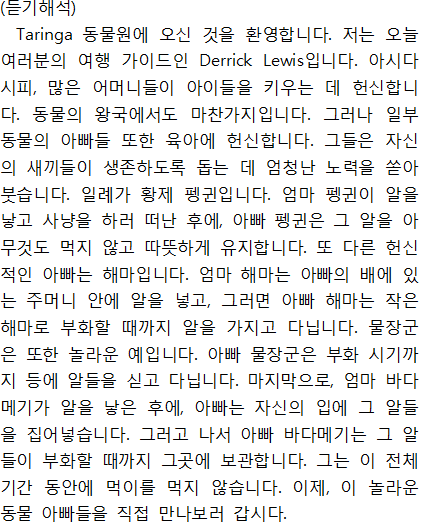 (듣기해석)
Taringa 동물원에 오신 것을 환영합니다. 저는 오늘
여러분의 여행 가이드인 Derrick Lewis입니다. 아시다
시피, 많은 어머니들이 아이들을 키우는 데 헌신합니
다. 동물의 왕국에서도 마찬가지입니다. 그러나 일부
동물의 아빠들 또한 육아에 헌신합니다. 그들은 자신
의 새끼들이 생존하도록 돕는 데 엄청난 노력을 쏟아
붓습니다. 일례가 황제 펭귄입니다. 엄마 펭귄이 알을
낳고 사냥을 하러 떠난 후에, 아빠 펭귄은 그 알을 아
무것도 먹지 않고 따뜻하게 유지합니다. 또 다른 헌신
적인 아빠는 해마입니다. 엄마 해마는 아빠의 배에 있
는 주머니 안에 알을 넣고, 그러면 아빠 해마는 작은
해마로 부화할 때까지 알을 가지고 다닙니다. 물장군
은 또한 놀라운 예입니다. 아빠 물장군은 부화 시기까
지 등에 알들을 싣고 다닙니다. 마지막으로, 엄마 바다
메기가 알을 낳은 후에, 아빠는 자신의 입에 그 알들
을 집어넣습니다. 그러고 나서 아빠 바다메기는 그 알
들이 부화할 때까지 그곳에 보관합니다. 그는 이 전체
기간 동안에 먹이를 먹지 않습니다. 이제, 이 놀라운
동물 아빠들을 직접 만나보러 갑시다.